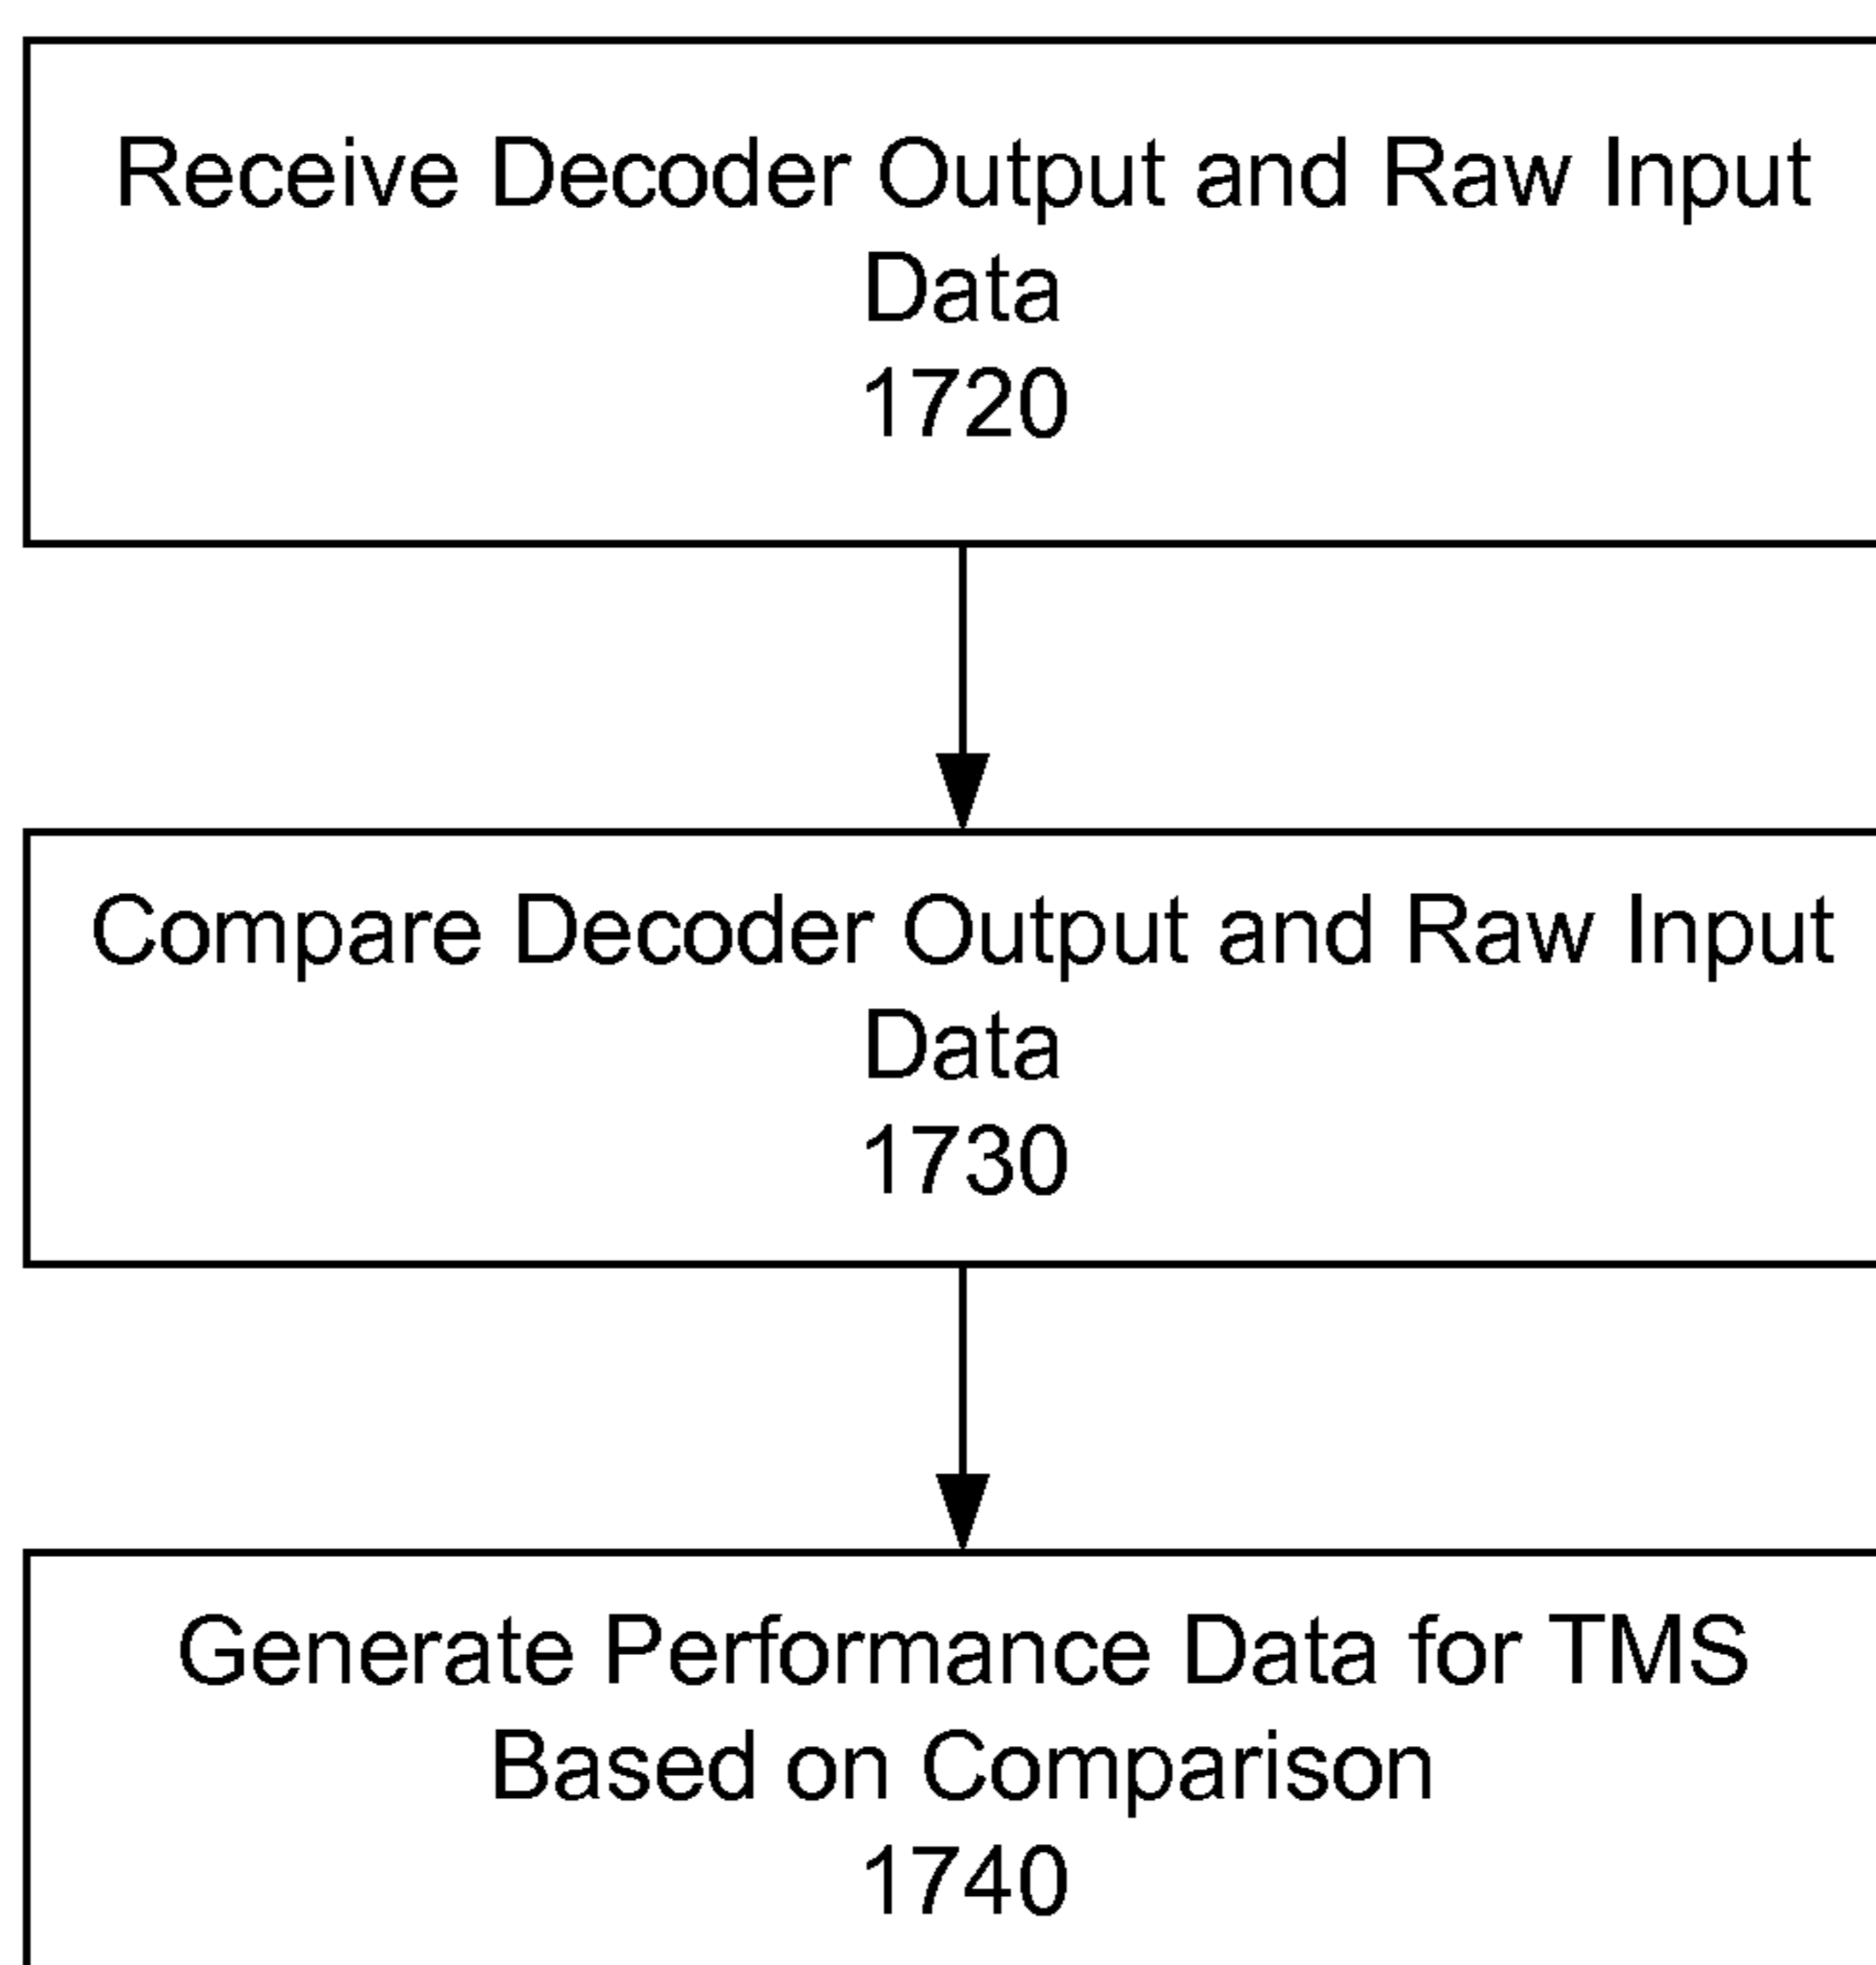 Receive Decoder Output and Raw Input
Data
1720
Compare Decoder Output and Raw Input
Data
1730
Generate Performance Data for TMS
Based on Comparison
1740